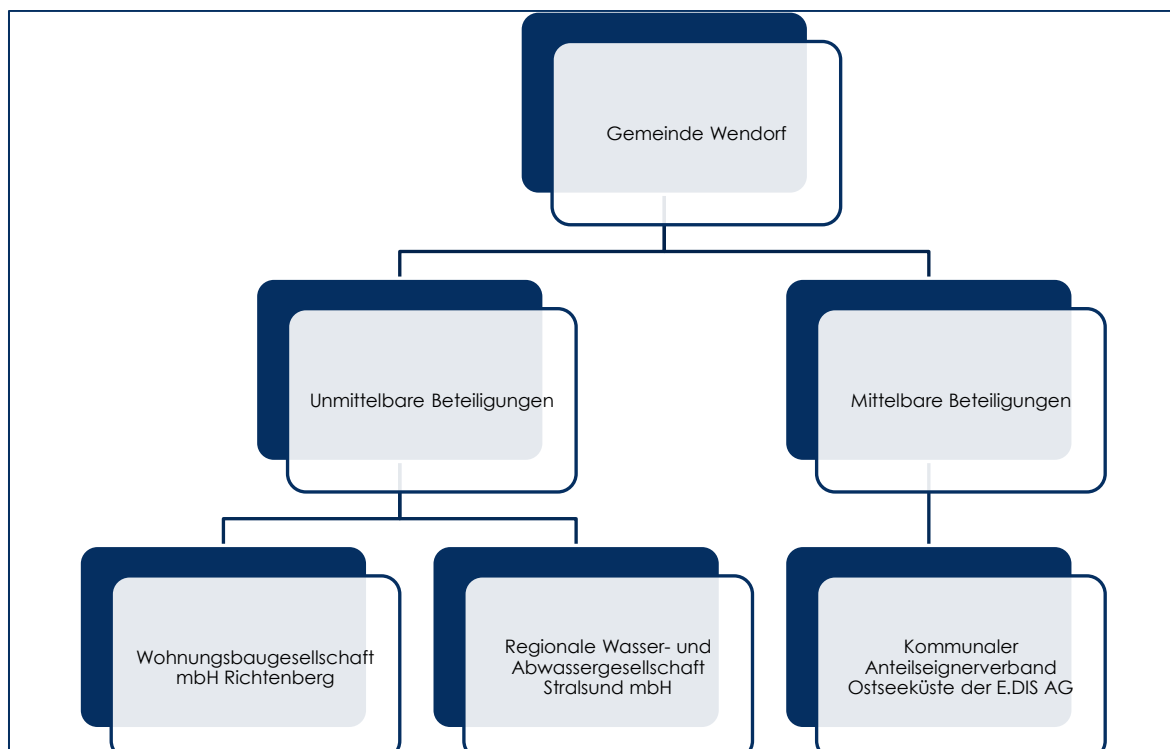 Gemeinde Wendorf
Unmittelbare Beteiligungen
Mittelbare Beteiligungen
Wohnungsbaugesellschaft
mbH Richtenberg
Regionale Wasser- und
Abwassergesellschaft
Stralsund mbH
Kommunaler
Anteilseignerverband
Ostseeküste der E.DIS AG